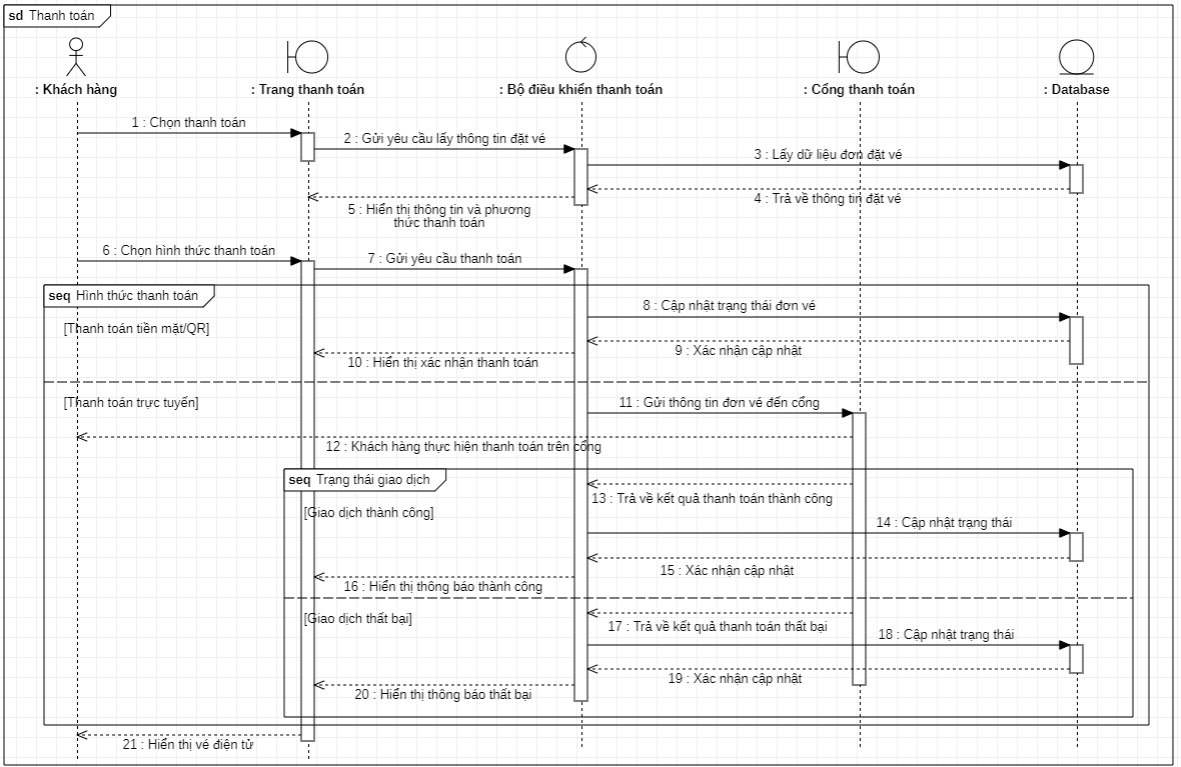 sd Thanh toán
: Khách hàng
: Trang thanh toán
: Bộ điều khiển thanh toán
: Cổng thanh toán
: Database
1 : Chọn thanh toán
2 : Gửi yêu cầu lấy thông tin đặt vé
3 : Lấy dữ liệu đơn đặt vé
4 : Trả về thông tin đặt vé
5 : Hiển thị thông tin và phương
thức thanh toán
6 : Chọn hình thức thanh toán
7 : Gửi yêu cầu thanh toán
seq Hình thức thanh toán
8 : Cập nhật trạng thái đơn vé
[Thanh toán tiền mặt/QR]
9 : Xác nhận cập nhật
10 : Hiển thị xác nhận thanh toán
[Thanh toán trực tuyến]
11 : Gửi thông tin đơn vé đến cổng
12 : Khách hàng thực hiện thanh toán trên cổng
seq Trạng thái giao dịch
13 : Trả về kết quả thanh toán thành công
[Giao dịch thành công]
14 : Cập nhật trạng thái
15 : Xác nhận cập nhật
16 : Hiển thị thông báo thành công
[Giao dịch thất bại]
17 : Trả về kết quả thanh toán thất bại
18 : Cập nhật trạng thái
19 : Xác nhận cập nhật
20 : Hiển thị thông báo thất bại
21 : Hiển thị vé điện tử